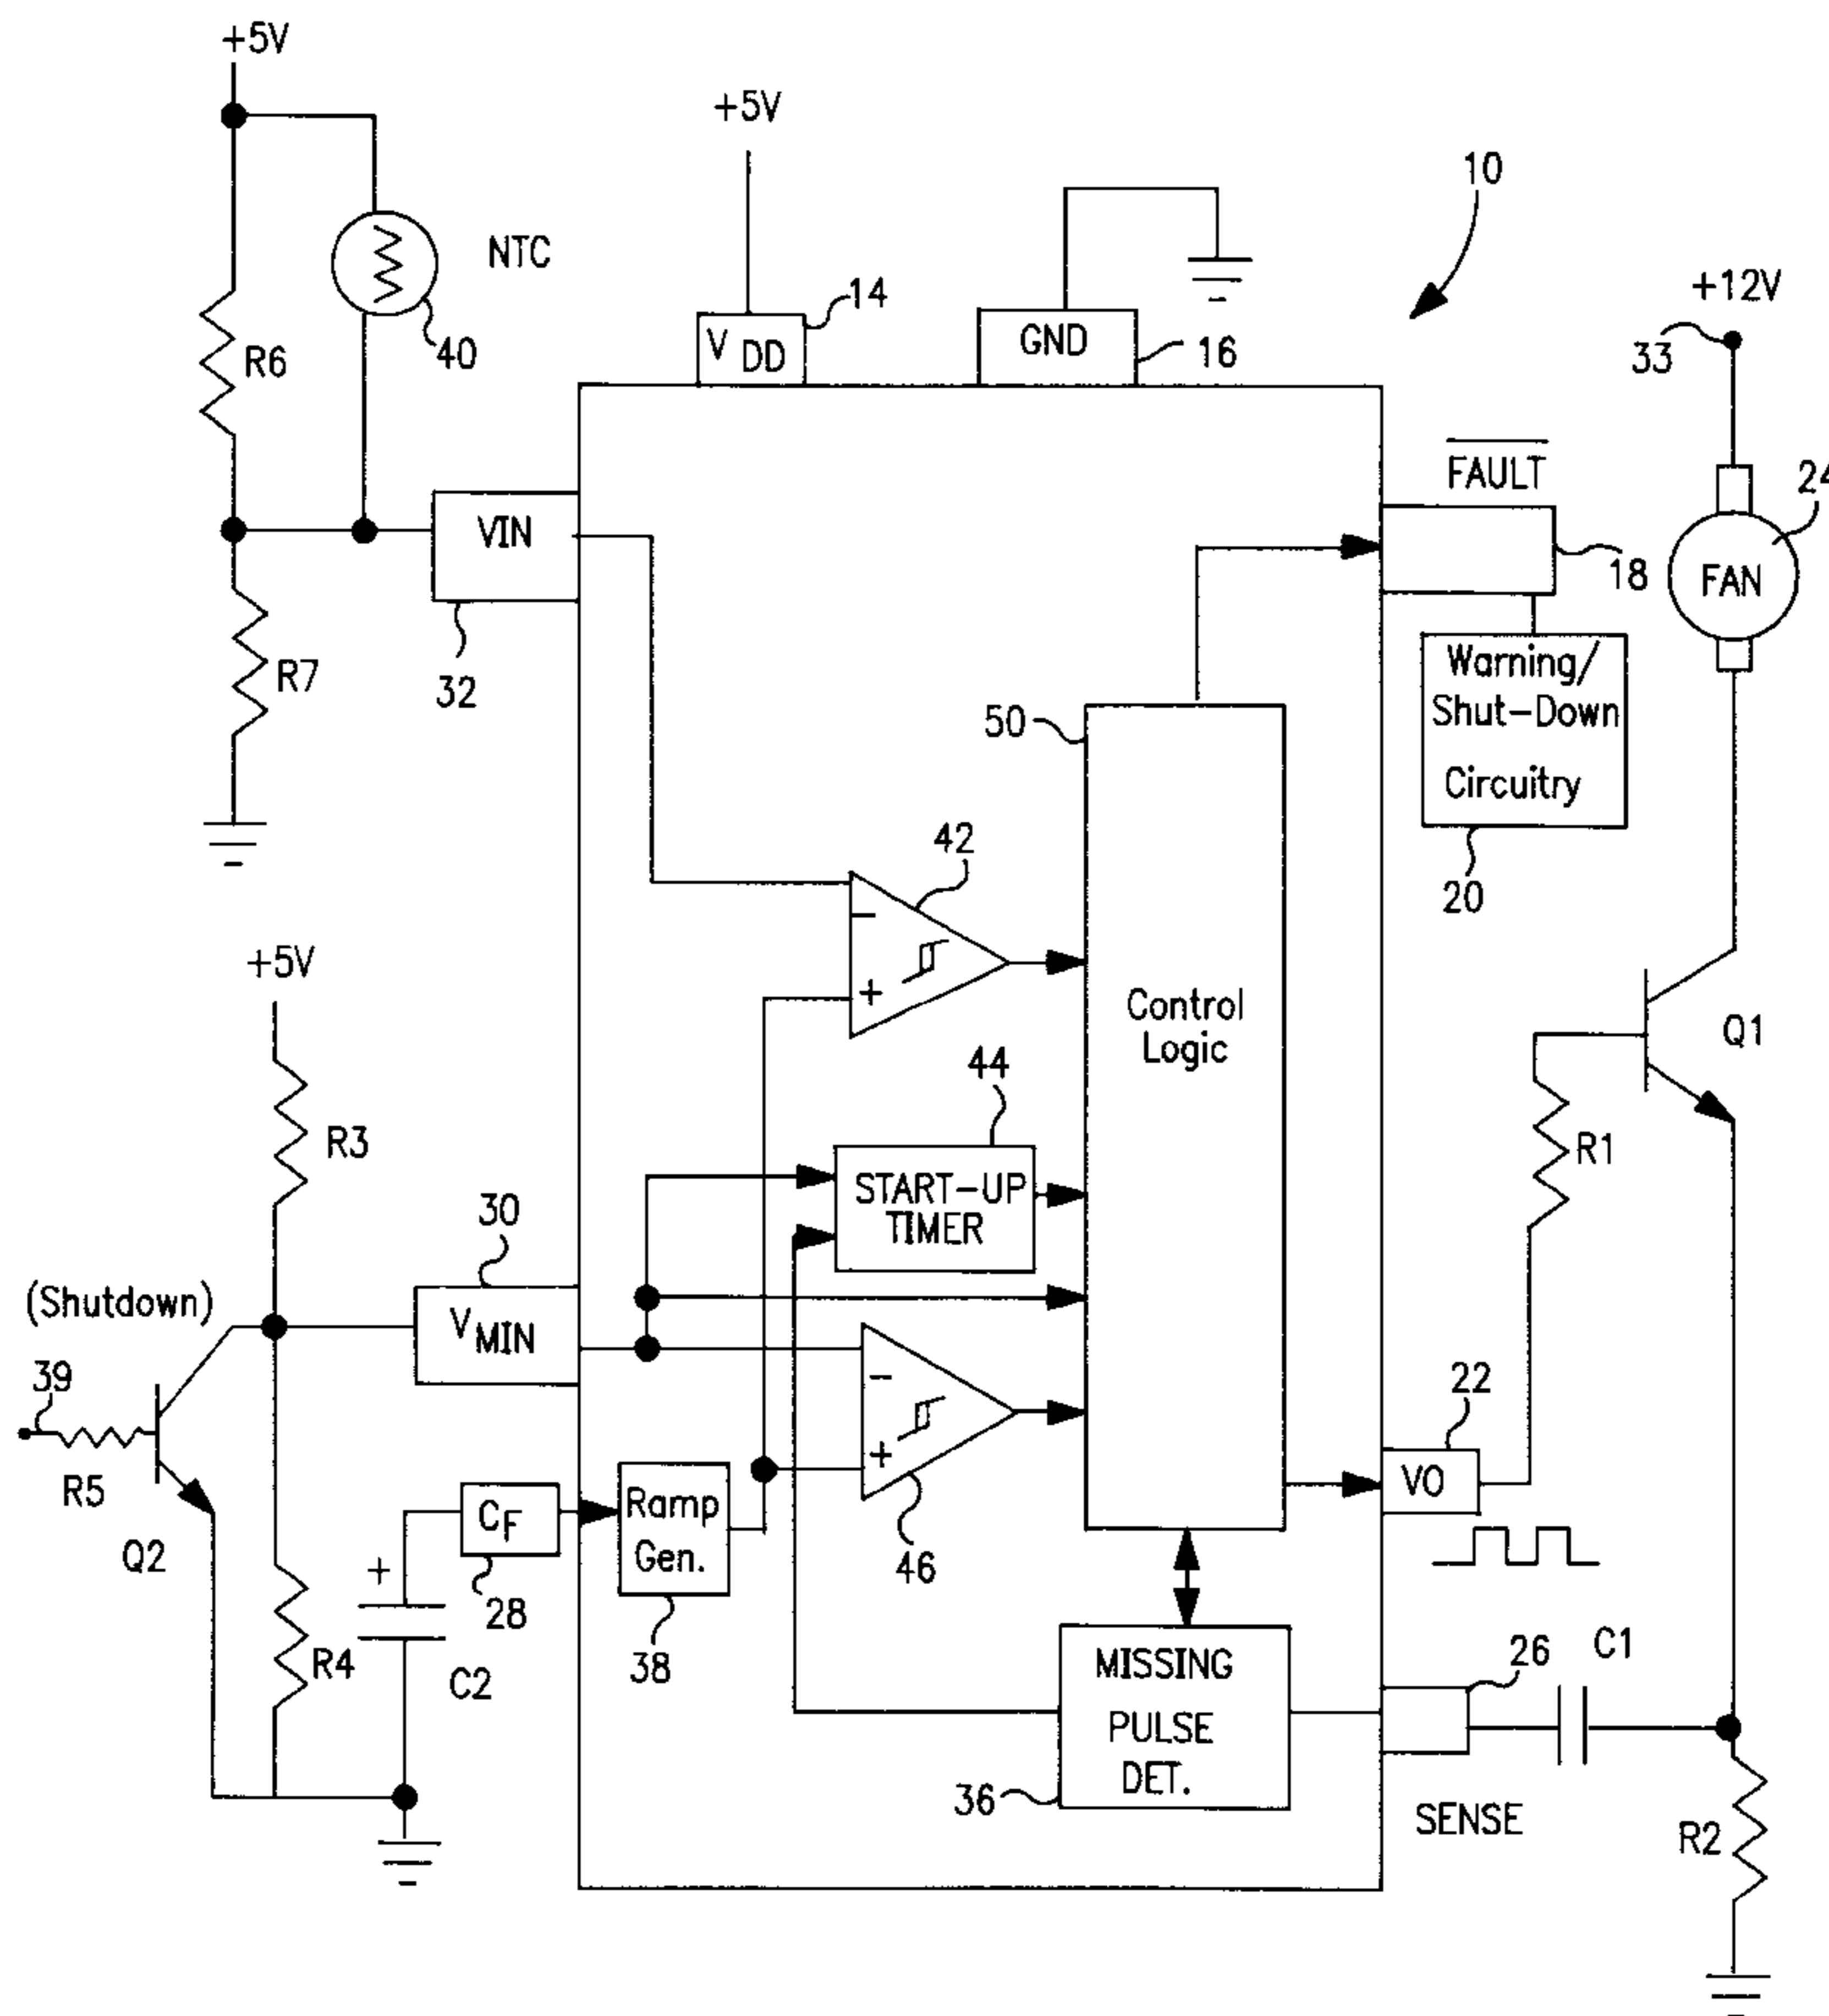 +5V
+5V
10
NTC
+12V
14
V DD
GND
16
33
R6
40
FAULT
24
VIN
18
FAN
32
R7
50
Warning/
Shut-Down
Circuitry
42
20
−
+
+5V
Control
Logic
Q1
44
R3
R1
START-UP
TIMER
30
(Shutdown)
V MIN
39
22
−
+
R5
VO
CF
Ramp
Gen.
Q2
+
28
46
38
R4
C2
MISSING
PULSE
DET.
26
C1
36
SENSE
R2